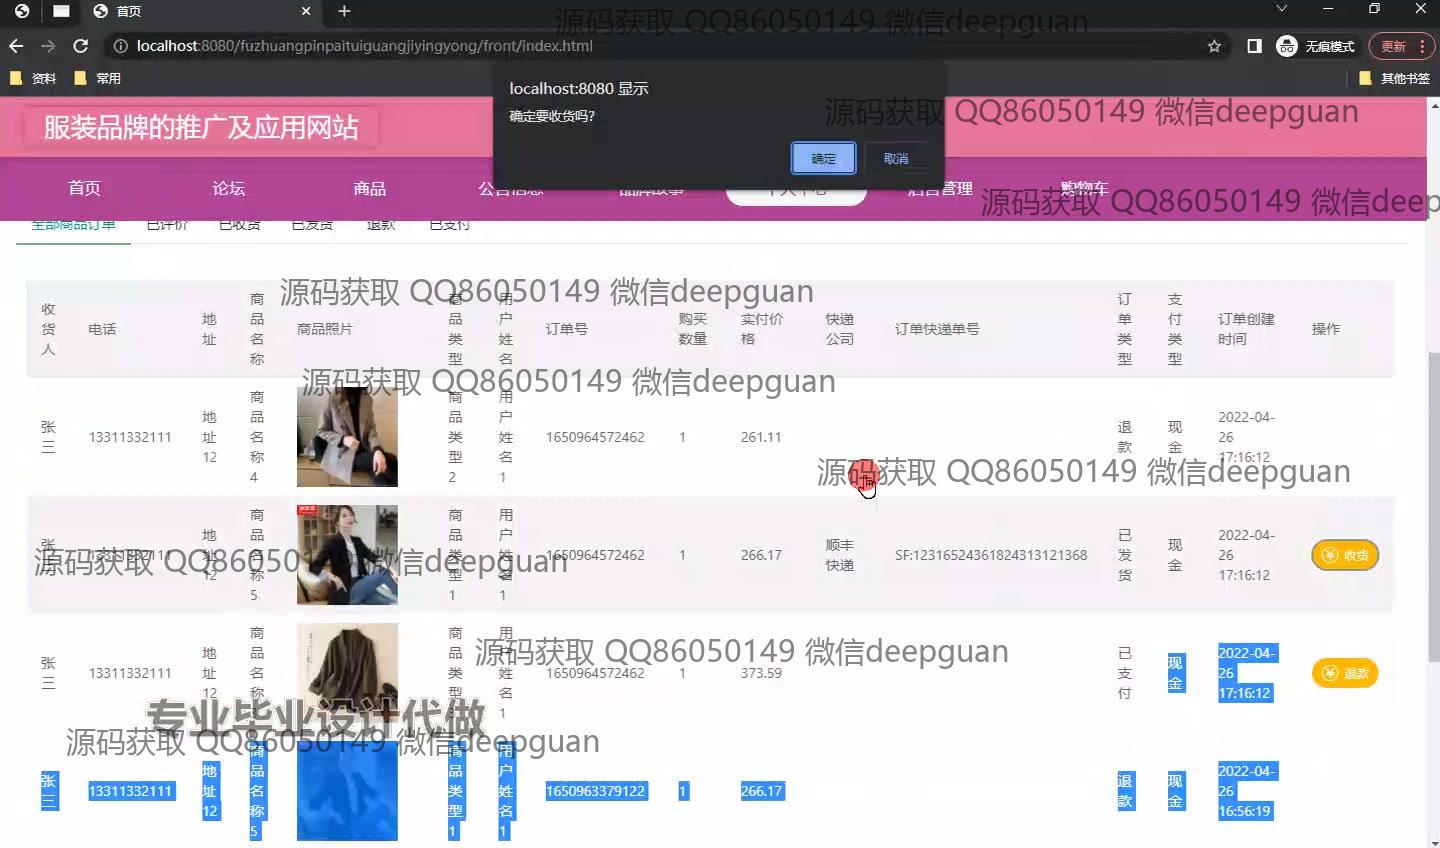 首页
源码获取 QQ86050149 微信deepguan
localhost:8080/fuzhuangpinpaituiguangjiyingyong/front/index.html
无痕模式
更新
资料
常用
其他书签
localhost:8080 显示
确定要收货吗?
确定
取消
源码获取 QQ86050149 微信deepguan
服装品牌的推广及应用网站
首页
论坛
商品
公告信息
品牌故事
个人中心
后台管理
购物车
源码获取 QQ86050149 微信deep
全部商品订单
已评价
已收货
已发货
退款
已支付
源码获取 QQ86050149 微信deepguan
收货人
电话
地址
商品名称
商品照片
商品类型
用户姓名
订单号
购买数量
实付价格
快递公司
订单快递单号
订单类型
支付类型
订单创建时间
操作
源码获取 QQ86050149 微信deepguan
张三
13311332111
地址12
商品名称4
商品类型2
用户姓名1
1650964572462
1
261.11
退款
现金
2022-04-26 17:16:12
源码获取 QQ86050149 微信deepguan
张三
13311332111
地址12
商品名称5
商品类型1
用户姓名1
1650964572462
1
266.17
顺丰快递
SF:12316524361824313121368
已发货
现金
2022-04-26 17:16:12
收货
源码获取 QQ86050149 微信deepguan
张三
13311332111
地址12
商品名称
商品类型
用户姓名1
1650964572462
1
373.59
已支付
现金
2022-04-26 17:16:12
退款
源码获取 QQ86050149 微信deepguan
专业毕业设计代做
源码获取 QQ86050149 微信deepguan
张三
13311332111
地址12
商品名称5
商品类型1
用户姓名1
1650963379122
1
266.17
退款
现金
2022-04-26 16:56:19